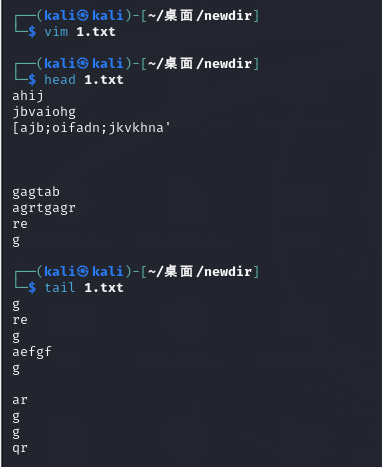 ┌──(kali㉿kali)-[~/桌面/newdir]
└─$ vim 1.txt
┌──(kali㉿kali)-[~/桌面/newdir]
└─$ head 1.txt
ahij
jbvaiohg
[ajb;oifadn;jkvkhna'
gagtab
agrtgagr
re
g
┌──(kali㉿kali)-[~/桌面/newdir]
└─$ tail 1.txt
g
re
g
aefgf
g
ar
g
g
qr